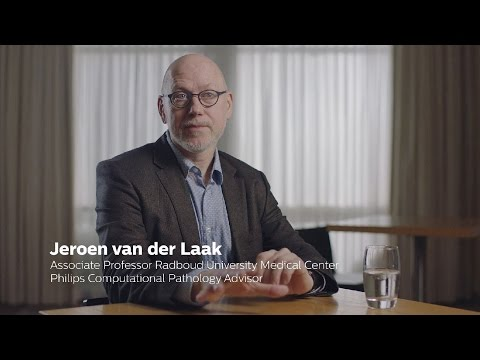 Jeroen van der Laak
Associate Professor Radboud University Medical Center
Philips Computational Pathology Advisor